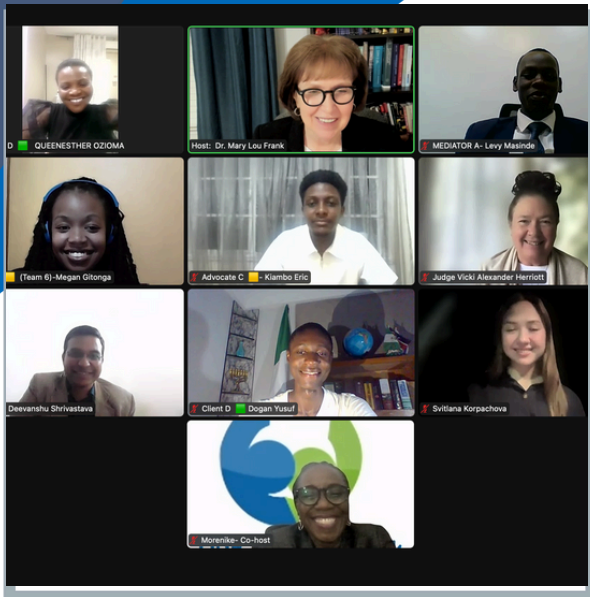 D QUEENESTHER OZIOMA
Host: Dr. Mary Lou Frank
MEDIATOR A- Levy Masinde
(Team 6)-Megan Gitonga
Advocate C - Kiambo Eric
Judge Vicki Alexander Herriott
Deevanshu Shrivastava
Client D Dogan Yusuf
Svitlana Korpachova
Morenike- Co-host